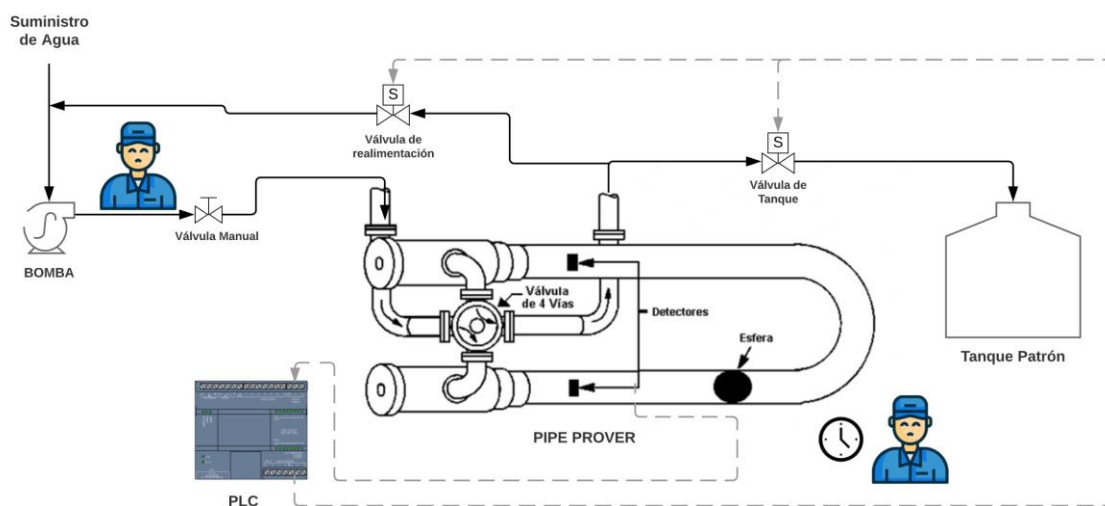 Suministro
de Agua
S
S
Válvula de
realimentación
Válvula de
Tanque
Válvula Manual
BOMBA
Válvula
de 4 Vías
Detectores
Esfera
Tanque Patrón
PIPE PROVER
PLC